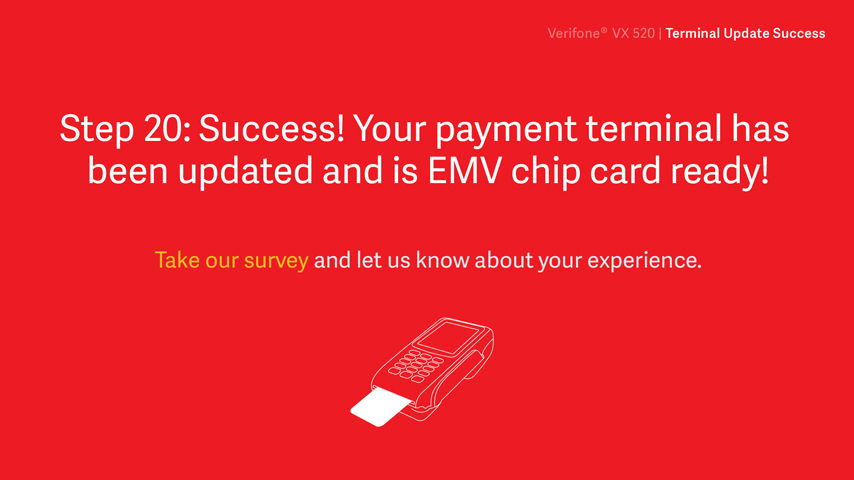 Verifone® VX 520 | Terminal Update Success
Step 20: Success! Your payment terminal has
been updated and is EMV chip card ready!
Take our survey and let us know about your experience.